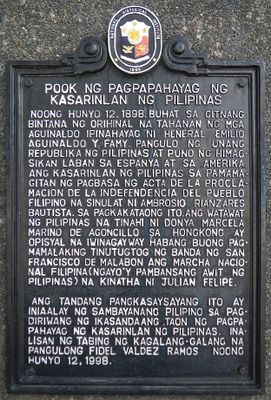 POOK NG PAGPAPAHAYAG NG
KASARINLAN NG PILIPINAS
NOONG HUNYO 12, 1898, BUHAT SA GITNANG
BINTANA NG ORIHINAL NA TAHANAN NG MGA
AGUINALDO IPINAHAYAG NI HENERAL EMILIO
AGUINALDO Y FAMY, PANGULO NG UNANG
REPUBLIKA NG PILIPINAS AT PUNO NG HIMAG-
SIKAN LABAN SA ESPANYA AT SA AMERIKA,
ANG KASARINLAN NG PILIPINAS SA PAMAMA-
GITAN NG PAGBASA NG ACTA DE LA PROCLA-
MACION DE LA INDEPENDENCIA DEL PUEBLO
FILIPINO NA SINULAT NI AMBROSIO RIANZARES
BAUTISTA. SA PAGKAKATAONG ITO, ANG WATAWAT
NG PILIPINAS NA TINAHI NI DONYA MARCELA
MARINO DE AGONCILLO SA HONGKONG AY
OPISYAL NA IWINAGAYWAY HABANG BUONG PAG-
MAMALAKING TINUTUGTOG NG BANDA NG SAN
FRANCISCO DE MALABON ANG MARCHA NACIO-
NAL FILIPINA (NGAYO'Y PAMBANSANG AWIT NG
PILIPINAS) NA KINATHA NI JULIAN FELIPE.
ANG TANDANG PANGKASAYSAYANG ITO AY
INIAALAY NG SAMBAYANANG PILIPINO SA PAG-
DIRIWANG NG IKASANDAANG TAON NG PAGPA-
PAHAYAG NG KASARINLAN NG PILIPINAS. INA-
LISAN NG TABING NG KAGALANG-GALANG NA
PANGULONG FIDEL VALDEZ RAMOS NOONG
HUNYO 12, 1998.